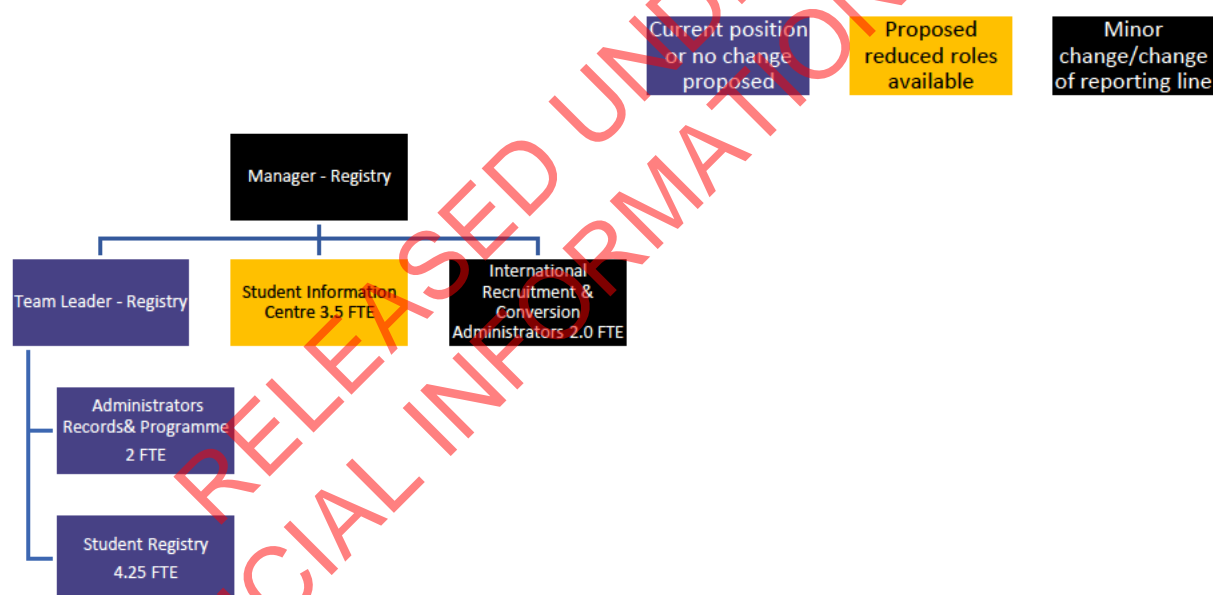 Current position
or no change
proposed
Proposed
reduced roles
available
Minor
change/change
of reporting line
Manager - Registry
Team Leader - Registry
Student Information
Centre 3.5 FTE
International
Recruitment &
Conversion
Administrators 2.0 FTE
Administrators
Records& Programme
2 FTE
Student Registry
4.25 FTE
RELEASED
INFORMATION